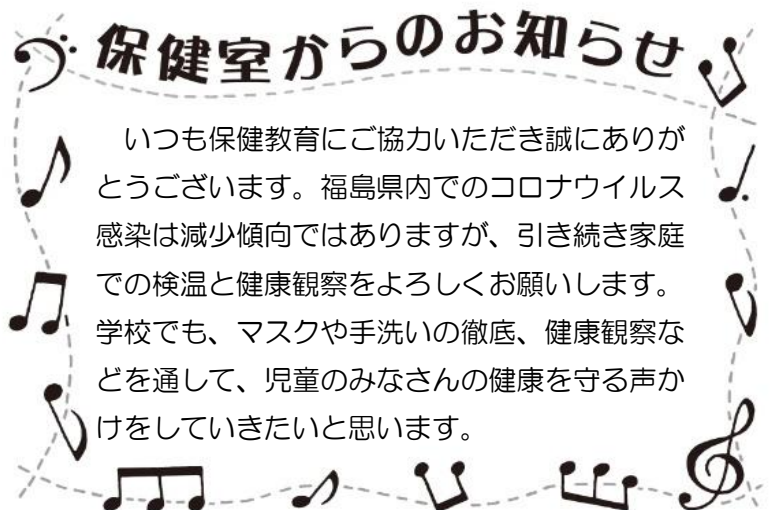 保健室からのお知らせ
　いつも保健教育にご協力いただき誠にありが
とうございます。福島県内でのコロナウイルス
感染は減少傾向ではありますが、引き続き家庭
での検温と健康観察をよろしくお願いします。
学校でも、マスクや手洗いの徹底、健康観察な
どを通して、児童のみなさんの健康を守る声か
けをしていきたいと思います。